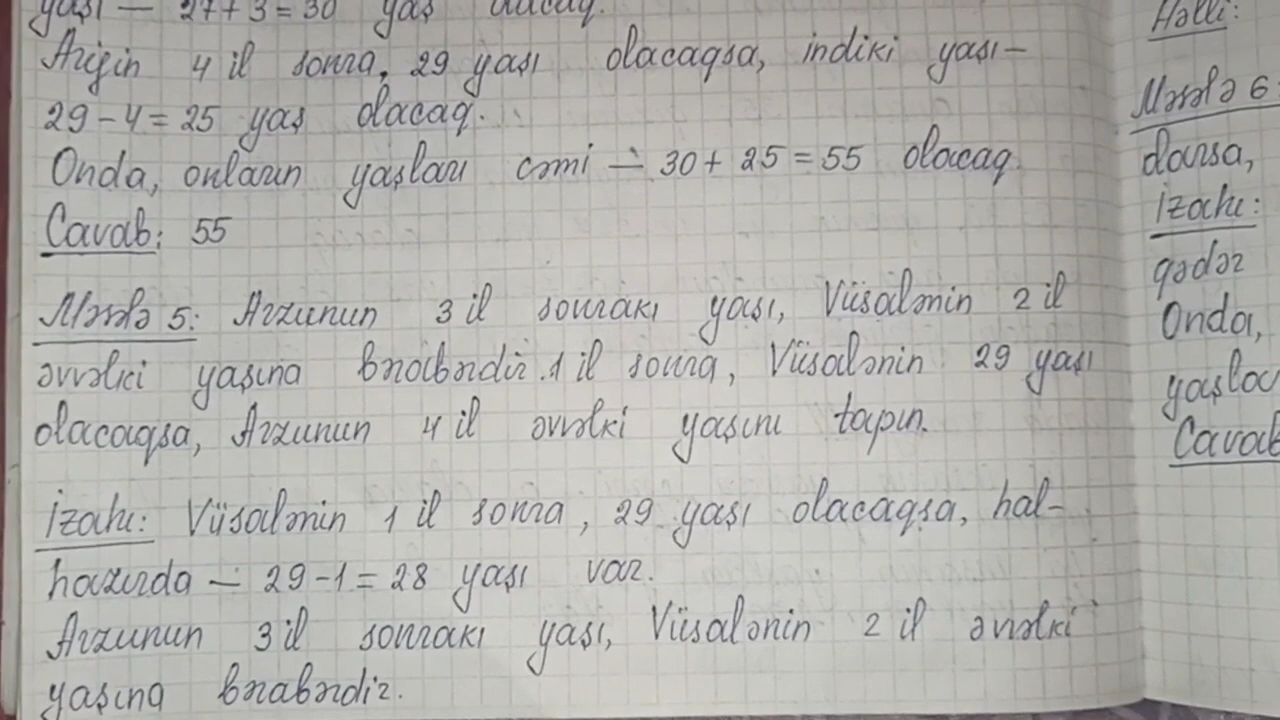 yaşı — 27+3=30 yaş olacaq.
Arigin 4 il sonra, 29 yaşı olacaqsa, indiki yaşı—
29-4=25 yaş olacaq.
Onda, onların yaşları cəmi — 30+25=55 olacaq.
Cavab: 55
Məsələ 5: Arzunun 3 il sonrakı yaşı, Vüsalənin 2 il
əvvəlki yaşına bərabərdir. 1 il sonra, Vüsalənin 29 yaşı
olacaqsa, Arzunun 4 il əvvəlki yaşını tapın.
İzahı: Vüsalənin 1 il sonra, 29 yaşı olacaqsa, hal-
hazırda — 29-1=28 yaşı var.
Arzunun 3 il sonrakı yaşı, Vüsalənin 2 il əvvəlki
yaşına bərabərdir.
Həlli:
Məsələ 6:
darsa,
İzahı:
qədər
Onda,
Cavab